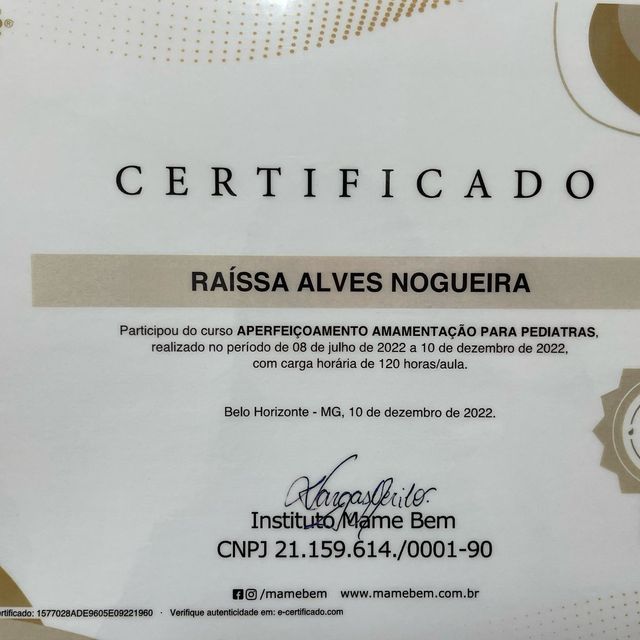 CERTIFICADO
RAÍSSA ALVES NOGUEIRA
Participou do curso APERFEIÇOAMENTO AMAMENTAÇÃO PARA PEDIATRAS,
realizado no período de 08 de julho de 2022 a 10 de dezembro de 2022,
com carga horária de 120 horas/aula.
Belo Horizonte - MG, 10 de dezembro de 2022.
Instituto Mame Bem
CNPJ 21.159.614./0001-90
/mamebem www.mamebem.com.br
rtificado: 1577028ADE9605E09221960 · Verifique autenticidade em: e-certificado.com